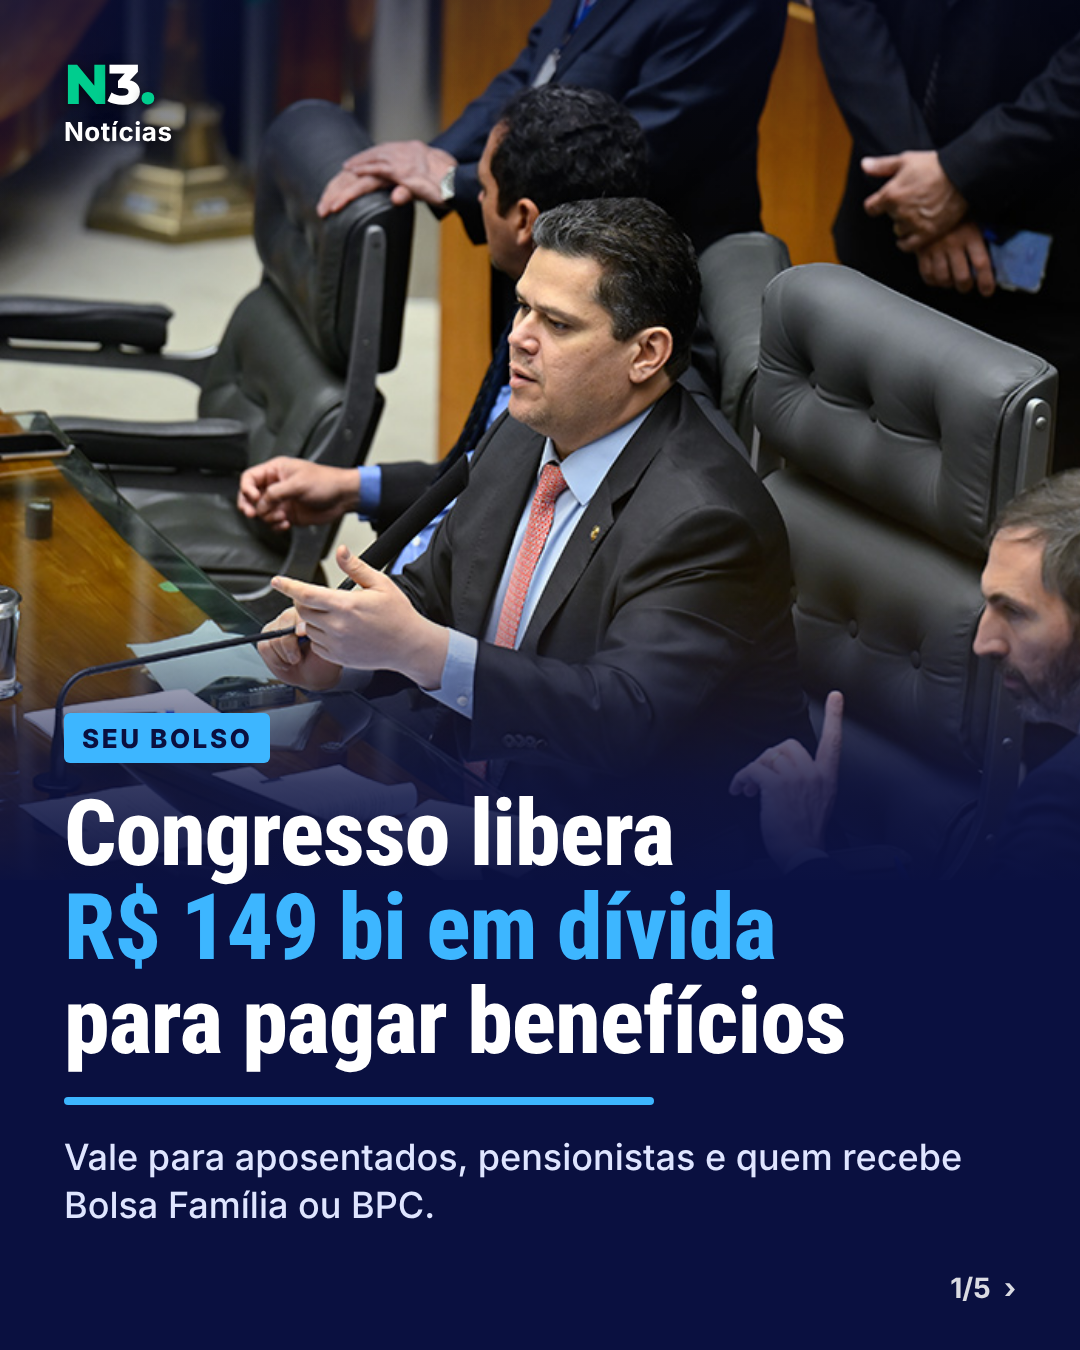 N3.
Notícias
SEU BOLSO
Congresso libera
R$ 149 bi em dívida
para pagar benefícios
Vale para aposentados, pensionistas e quem recebe
Bolsa Família ou BPC.
1/5 ›